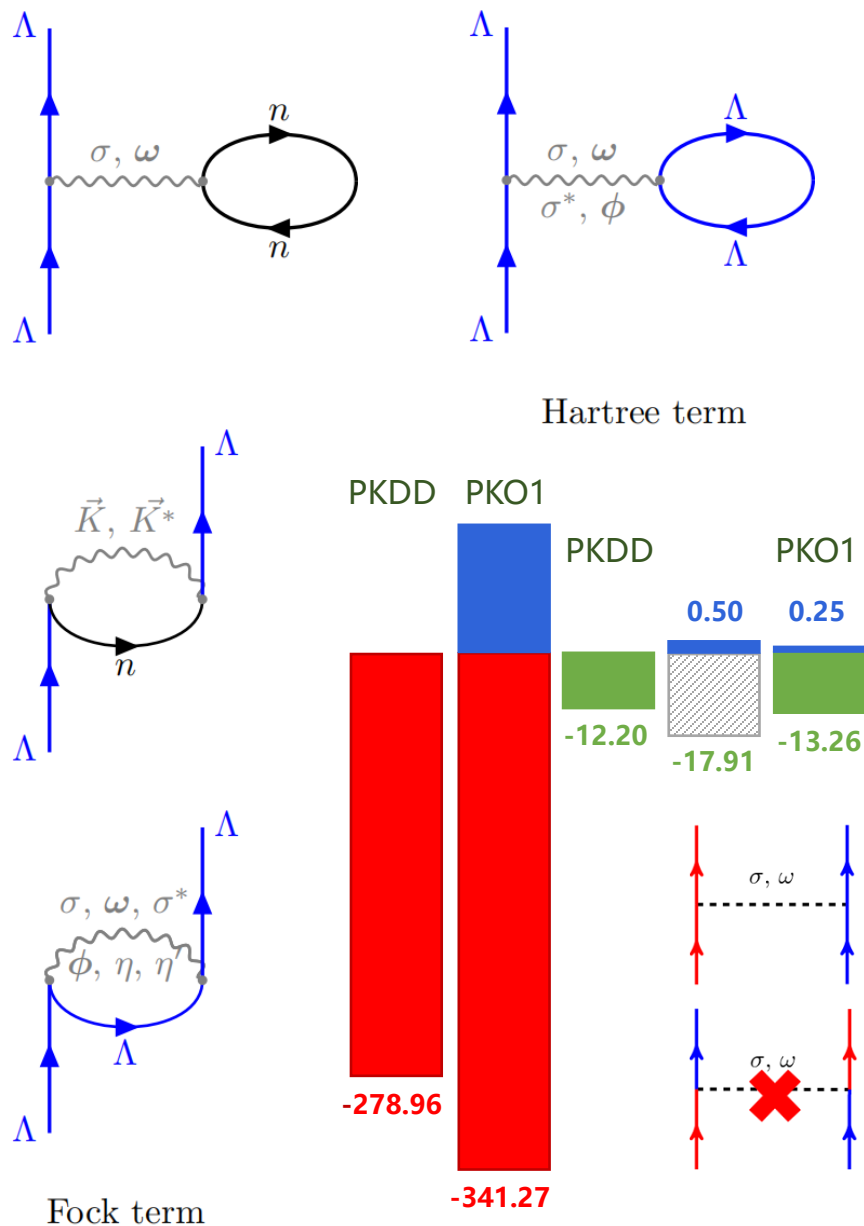 Λ Λ
n Λ
σ, ω σ, ω
σ*, ϕ
n Λ
Λ Λ
Hartree term
Λ
PKDD PKO1
K⃗, K⃗*
PKDD PKO1
0.50 0.25
n
-12.20 -17.91 -13.26
Λ
Λ
σ, ω
σ, ω, σ*
ϕ, η, η′
Λ
σ, ω
-278.96
Λ
-341.27
Fock term